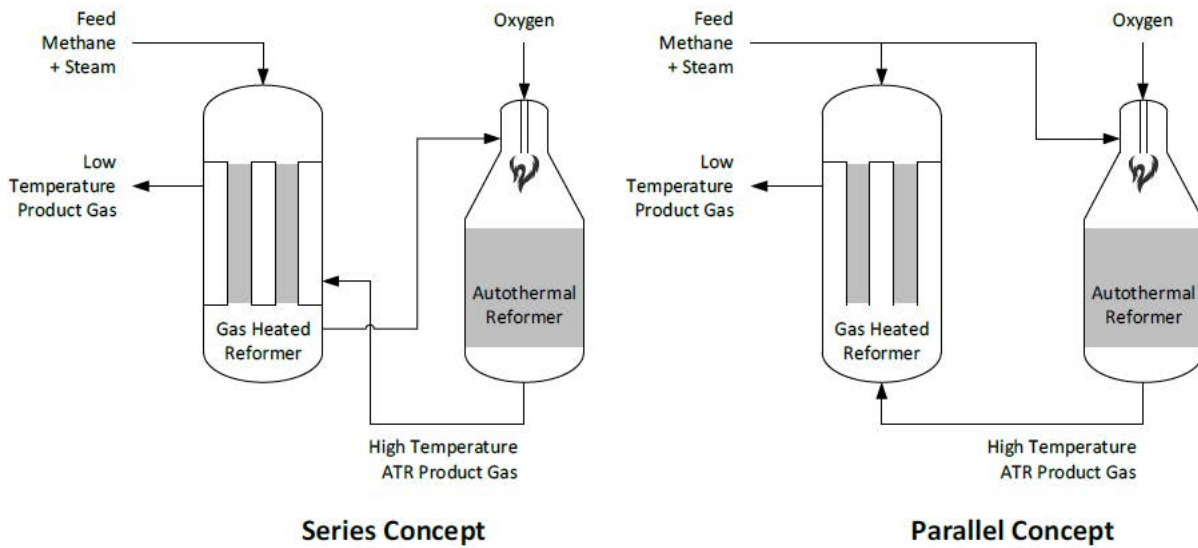 Feed
Methane
+ Steam
Oxygen
Low
Temperature
Product Gas
Gas Heated
Reformer
Autothermal
Reformer
High Temperature
ATR Product Gas
Series Concept
Feed
Methane
+ Steam
Oxygen
Low
Temperature
Product Gas
Gas Heated
Reformer
Autothermal
Reformer
High Temperature
ATR Product Gas
Parallel Concept